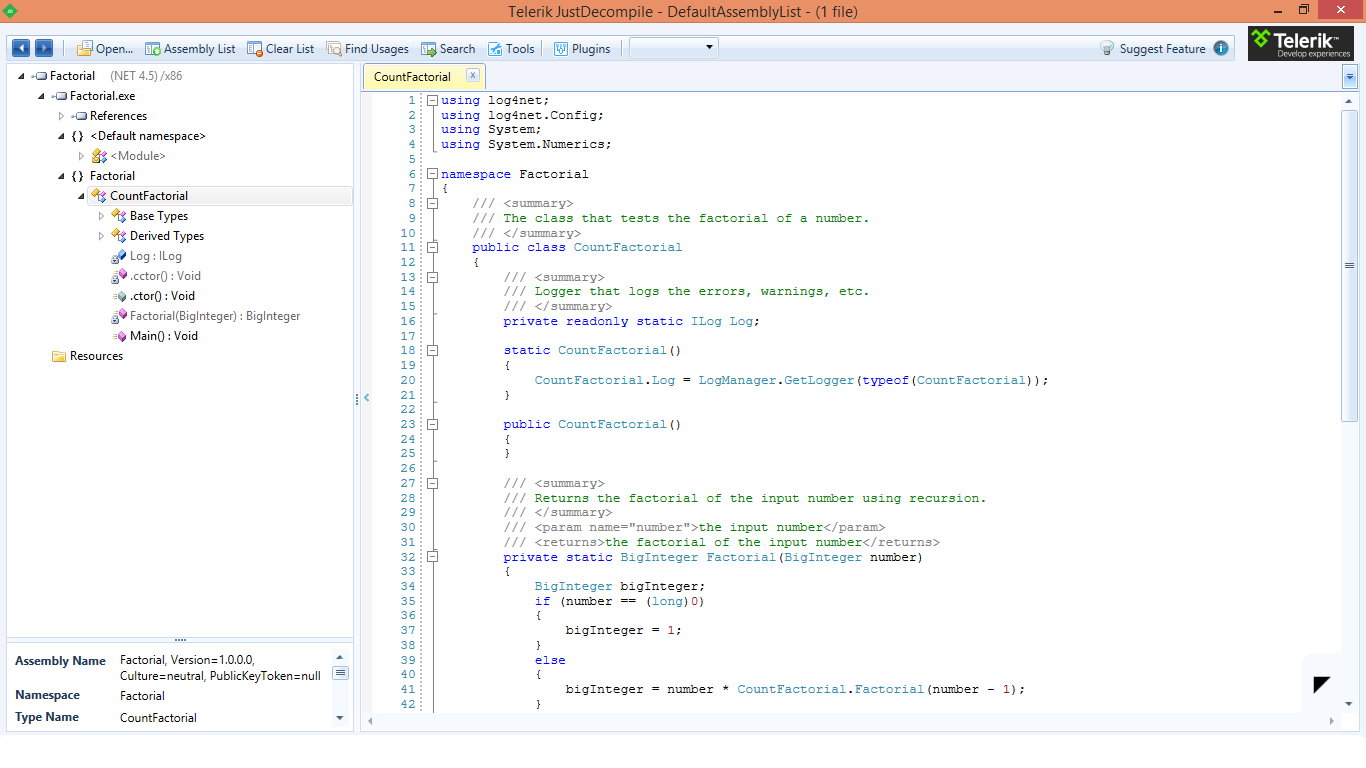 Telerik JustDecompile - DefaultAssemblyList - (1 file)
Open... Assembly List Clear List Find Usages Search Tools Plugins Suggest Feature
Telerik™
Develop experiences
Factorial (NET 4.5) /x86
Factorial.exe
References
{} <Default namespace>
<Module>
{} Factorial
CountFactorial
Base Types
Derived Types
Log : ILog
.cctor() : Void
.ctor() : Void
Factorial(BigInteger) : BigInteger
Main() : Void
Resources
Assembly Name Factorial, Version=1.0.0.0,
Culture=neutral, PublicKeyToken=null
Namespace Factorial
Type Name CountFactorial
CountFactorial x
1 using log4net;
2 using log4net.Config;
3 using System;
4 using System.Numerics;
5
6 namespace Factorial
7 {
8 /// <summary>
9 /// The class that tests the factorial of a number.
10 /// </summary>
11 public class CountFactorial
12 {
13 /// <summary>
14 /// Logger that logs the errors, warnings, etc.
15 /// </summary>
16 private readonly static ILog Log;
17
18 static CountFactorial()
19 {
20 CountFactorial.Log = LogManager.GetLogger(typeof(CountFactorial));
21 }
22
23 public CountFactorial()
24 {
25 }
26
27 /// <summary>
28 /// Returns the factorial of the input number using recursion.
29 /// </summary>
30 /// <param name="number">the input number</param>
31 /// <returns>the factorial of the input number</returns>
32 private static BigInteger Factorial(BigInteger number)
33 {
34 BigInteger bigInteger;
35 if (number == (long)0)
36 {
37 bigInteger = 1;
38 }
39 else
40 {
41 bigInteger = number * CountFactorial.Factorial(number - 1);
42 }